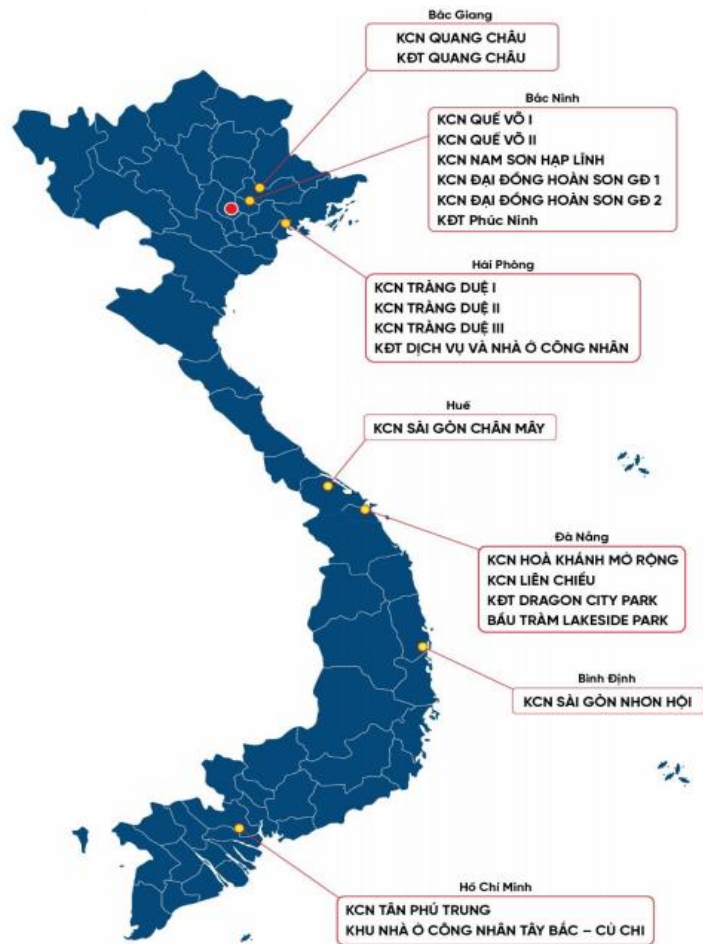 Bắc Giang
KCN QUANG CHÂU
KĐT QUANG CHÂU
Bắc Ninh
KCN QUẾ VÕ I
KCN QUẾ VÕ II
KCN NAM SƠN HẠP LĨNH
KCN ĐẠI ĐỒNG HOÀN SƠN GĐ 1
KCN ĐẠI ĐỒNG HOÀN SƠN GĐ 2
KĐT Phúc Ninh
Hải Phòng
KCN TRÀNG DUỆ I
KCN TRÀNG DUỆ II
KCN TRÀNG DUỆ III
KĐT DỊCH VỤ VÀ NHÀ Ở CÔNG NHÂN
Huế
KCN SÀI GÒN CHÂN MÂY
Đà Nẵng
KCN HOÀ KHÁNH MỞ RỘNG
KCN LIÊN CHIỂU
KĐT DRAGON CITY PARK
BẦU TRÀM LAKESIDE PARK
Bình Định
KCN SÀI GÒN NHƠN HỘI
Hồ Chí Minh
KCN TÂN PHÚ TRUNG
KHU NHÀ Ở CÔNG NHÂN TÂY BẮC – CỦ CHI